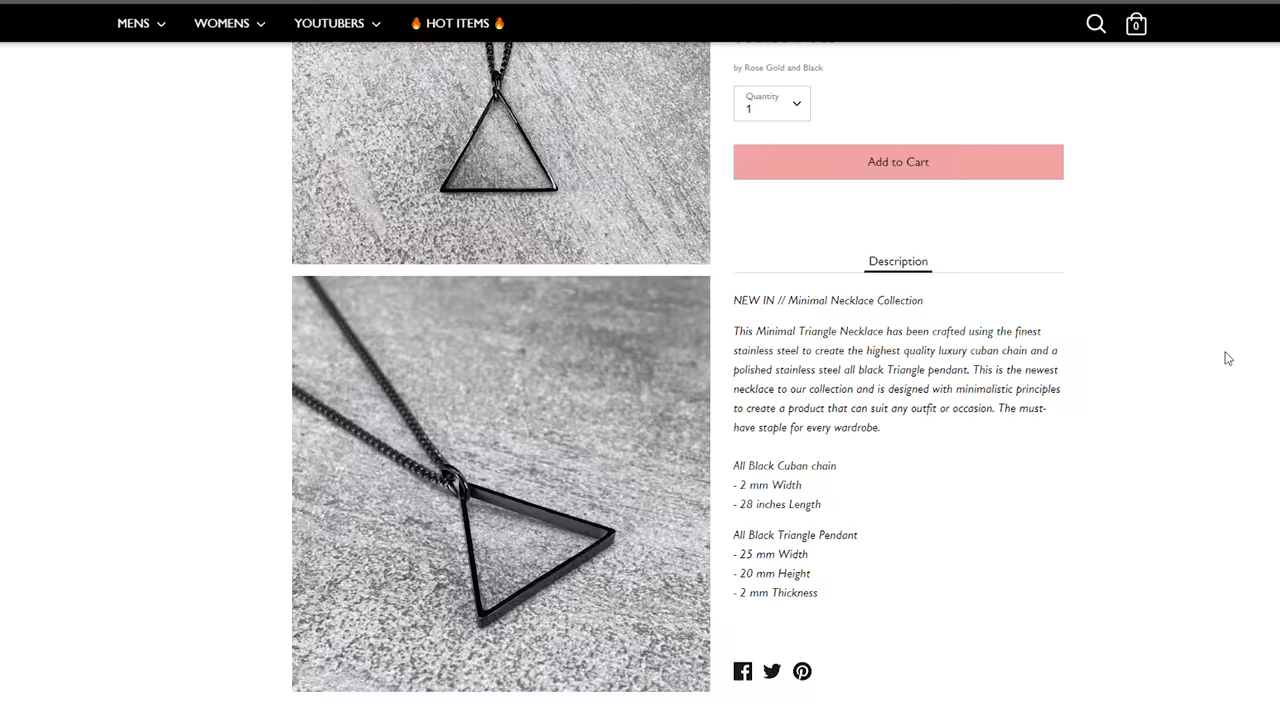 MENS
WOMENS
YOUTUBERS
🔥 HOT ITEMS 🔥
0
by Rose Gold and Black
Quantity
1
Add to Cart
Description
NEW IN // Minimal Necklace Collection
This Minimal Triangle Necklace has been crafted using the finest
stainless steel to create the highest quality luxury cuban chain and a
polished stainless steel all black Triangle pendant. This is the newest
necklace to our collection and is designed with minimalistic principles
to create a product that can suit any outfit or occasion. The must-
have staple for every wardrobe.
All Black Cuban chain
- 2 mm Width
- 28 inches Length
All Black Triangle Pendant
- 25 mm Width
- 20 mm Height
- 2 mm Thickness